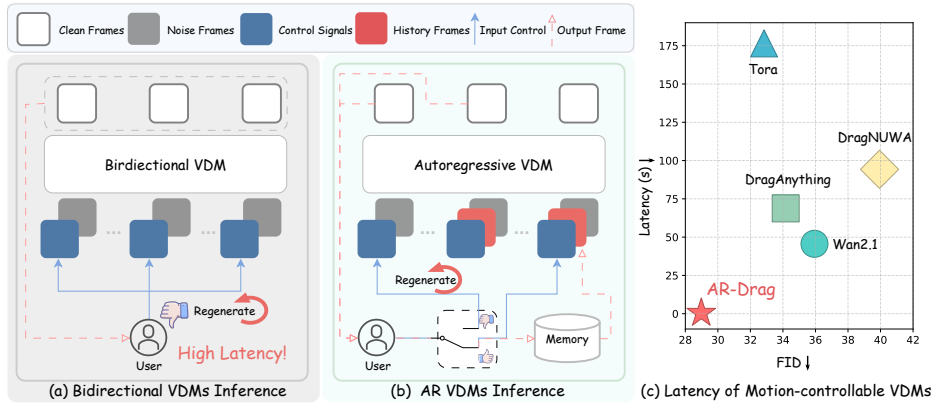 Clean Frames Noise Frames Control Signals History Frames Input Control Output Frame
Birdiectional VDM
... ...
Regenerate
High Latency!
User
(a) Bidirectional VDMs Inference
Autoregressive VDM
... ...
Regenerate
User
Memory
(b) AR VDMs Inference
Latency (s)↓
175
150
125
100
75
50
25
0
Tora
DragNUWA
DragAnything
Wan2.1
AR-Drag
28 30 32 34 36 38 40 42
FID↓
(c) Latency of Motion-controllable VDMs